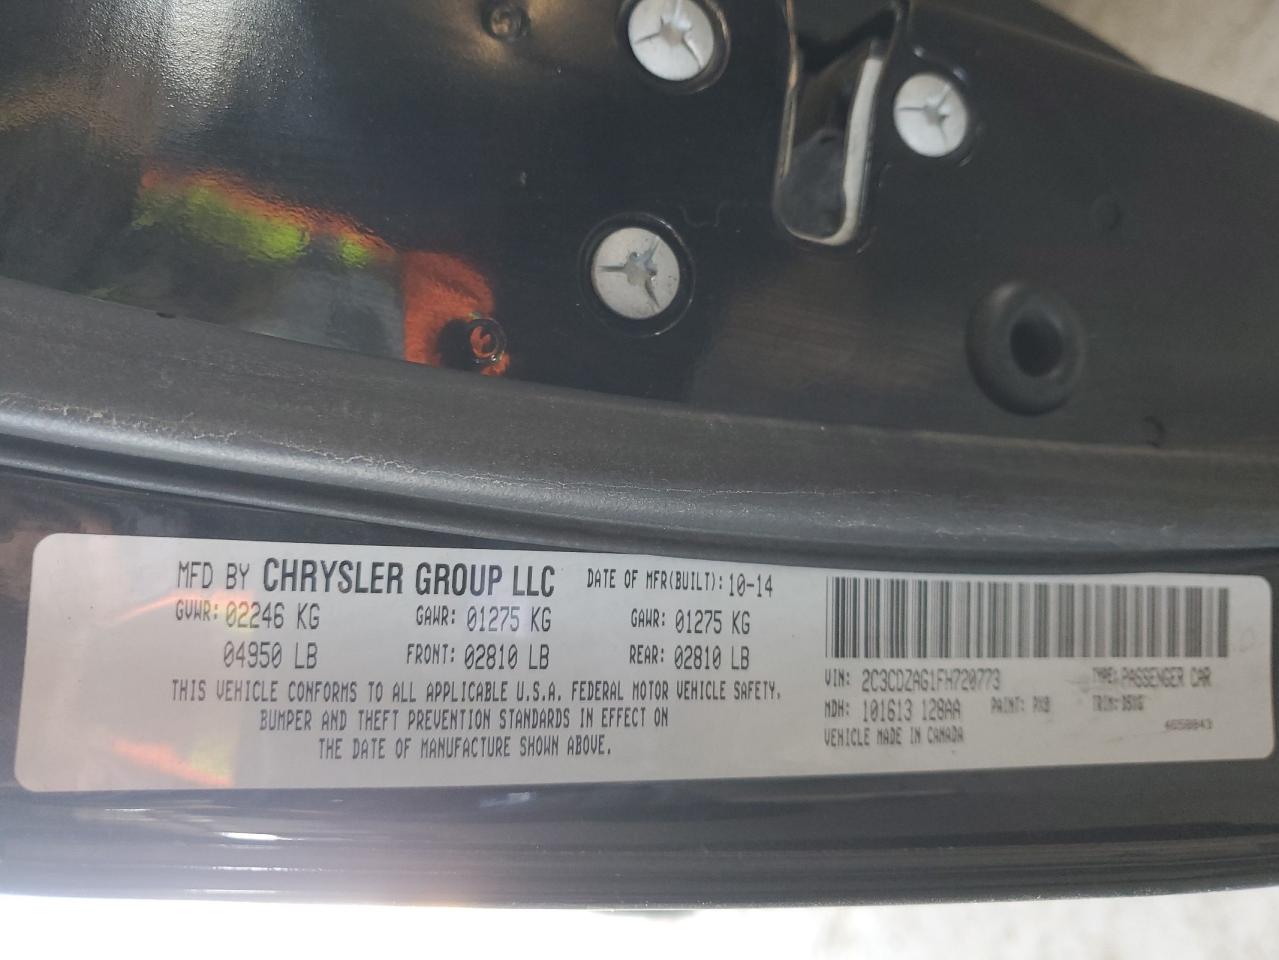 MFD BY CHRYSLER GROUP LLC DATE OF MFR(BUILT): 10-14
GVWR: 02246 KG GAWR: 01275 KG GAWR: 01275 KG
04950 LB FRONT: 02810 LB REAR: 02810 LB
THIS VEHICLE CONFORMS TO ALL APPLICABLE U.S.A. FEDERAL MOTOR VEHICLE SAFETY,
BUMPER AND THEFT PREVENTION STANDARDS IN EFFECT ON
THE DATE OF MANUFACTURE SHOWN ABOVE.
VIN: 2C3CDZAG1FH720773 TYPE: PASSENGER CAR
MDH: 101613 128AA PAINT: PX8 TRIM:
VEHICLE MADE IN CANADA 4658843